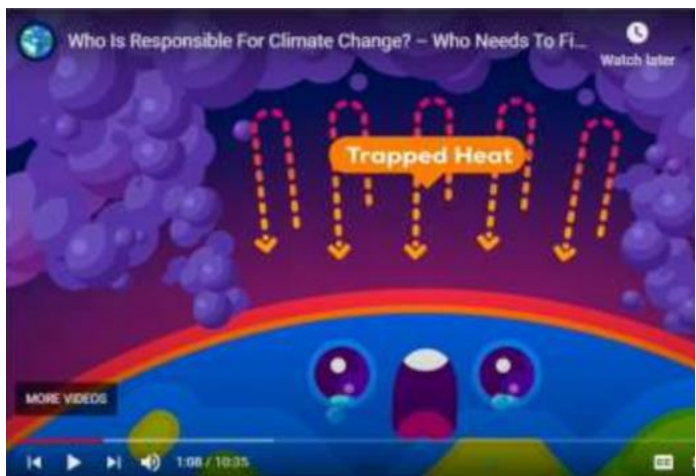 Who Is Responsible For Climate Change? – Who Needs To Fi...
Watch later
Trapped Heat
MORE VIDEOS
1:08 / 10:35
CC